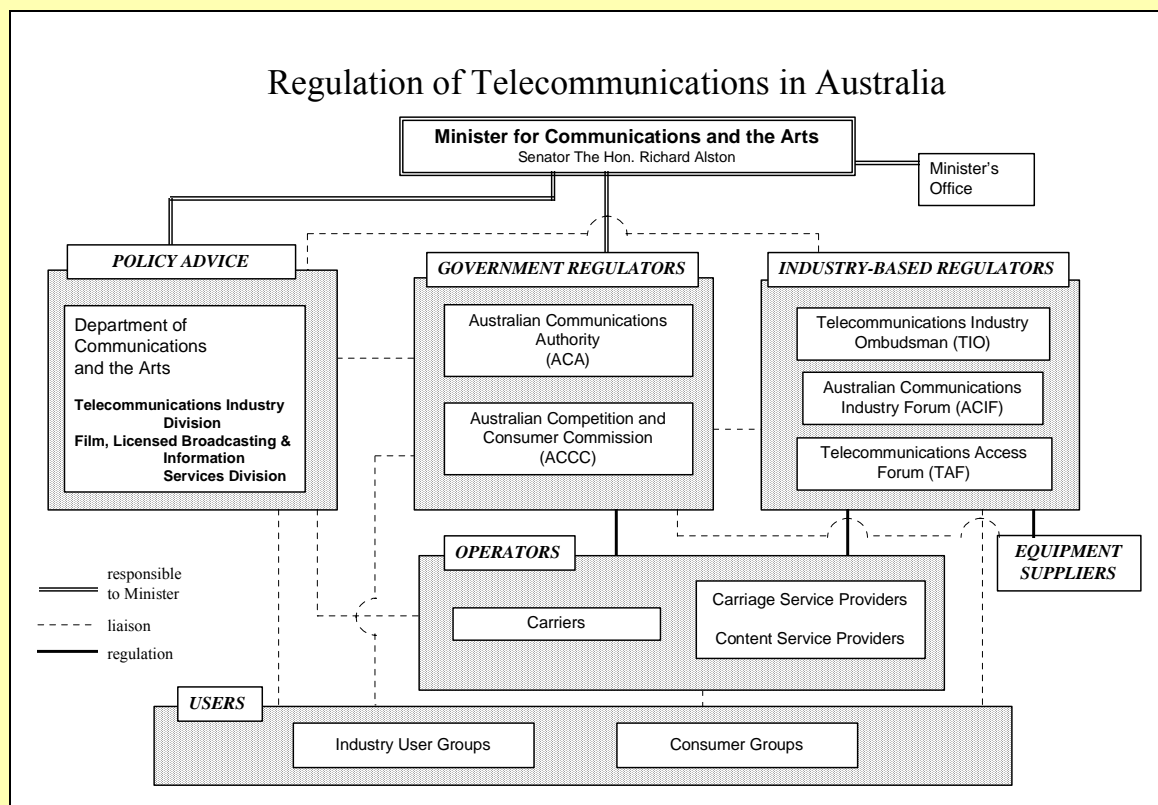 Regulation of Telecommunications in Australia
Minister for Communications and the Arts
Senator The Hon. Richard Alston
Minister's
Office
POLICY ADVICE
Department of
Communications
and the Arts
Telecommunications Industry
Division
Film, Licensed Broadcasting &
Information
Services Division
GOVERNMENT REGULATORS
Australian Communications
Authority
(ACA)
Australian Competition and
Consumer Commission
(ACCC)
INDUSTRY-BASED REGULATORS
Telecommunications Industry
Ombudsman (TIO)
Australian Communications
Industry Forum (ACIF)
Telecommunications Access
Forum (TAF)
EQUIPMENT
SUPPLIERS
OPERATORS
Carriers
Carriage Service Providers
Content Service Providers
responsible
to Minister
liaison
regulation
USERS
Industry User Groups
Consumer Groups